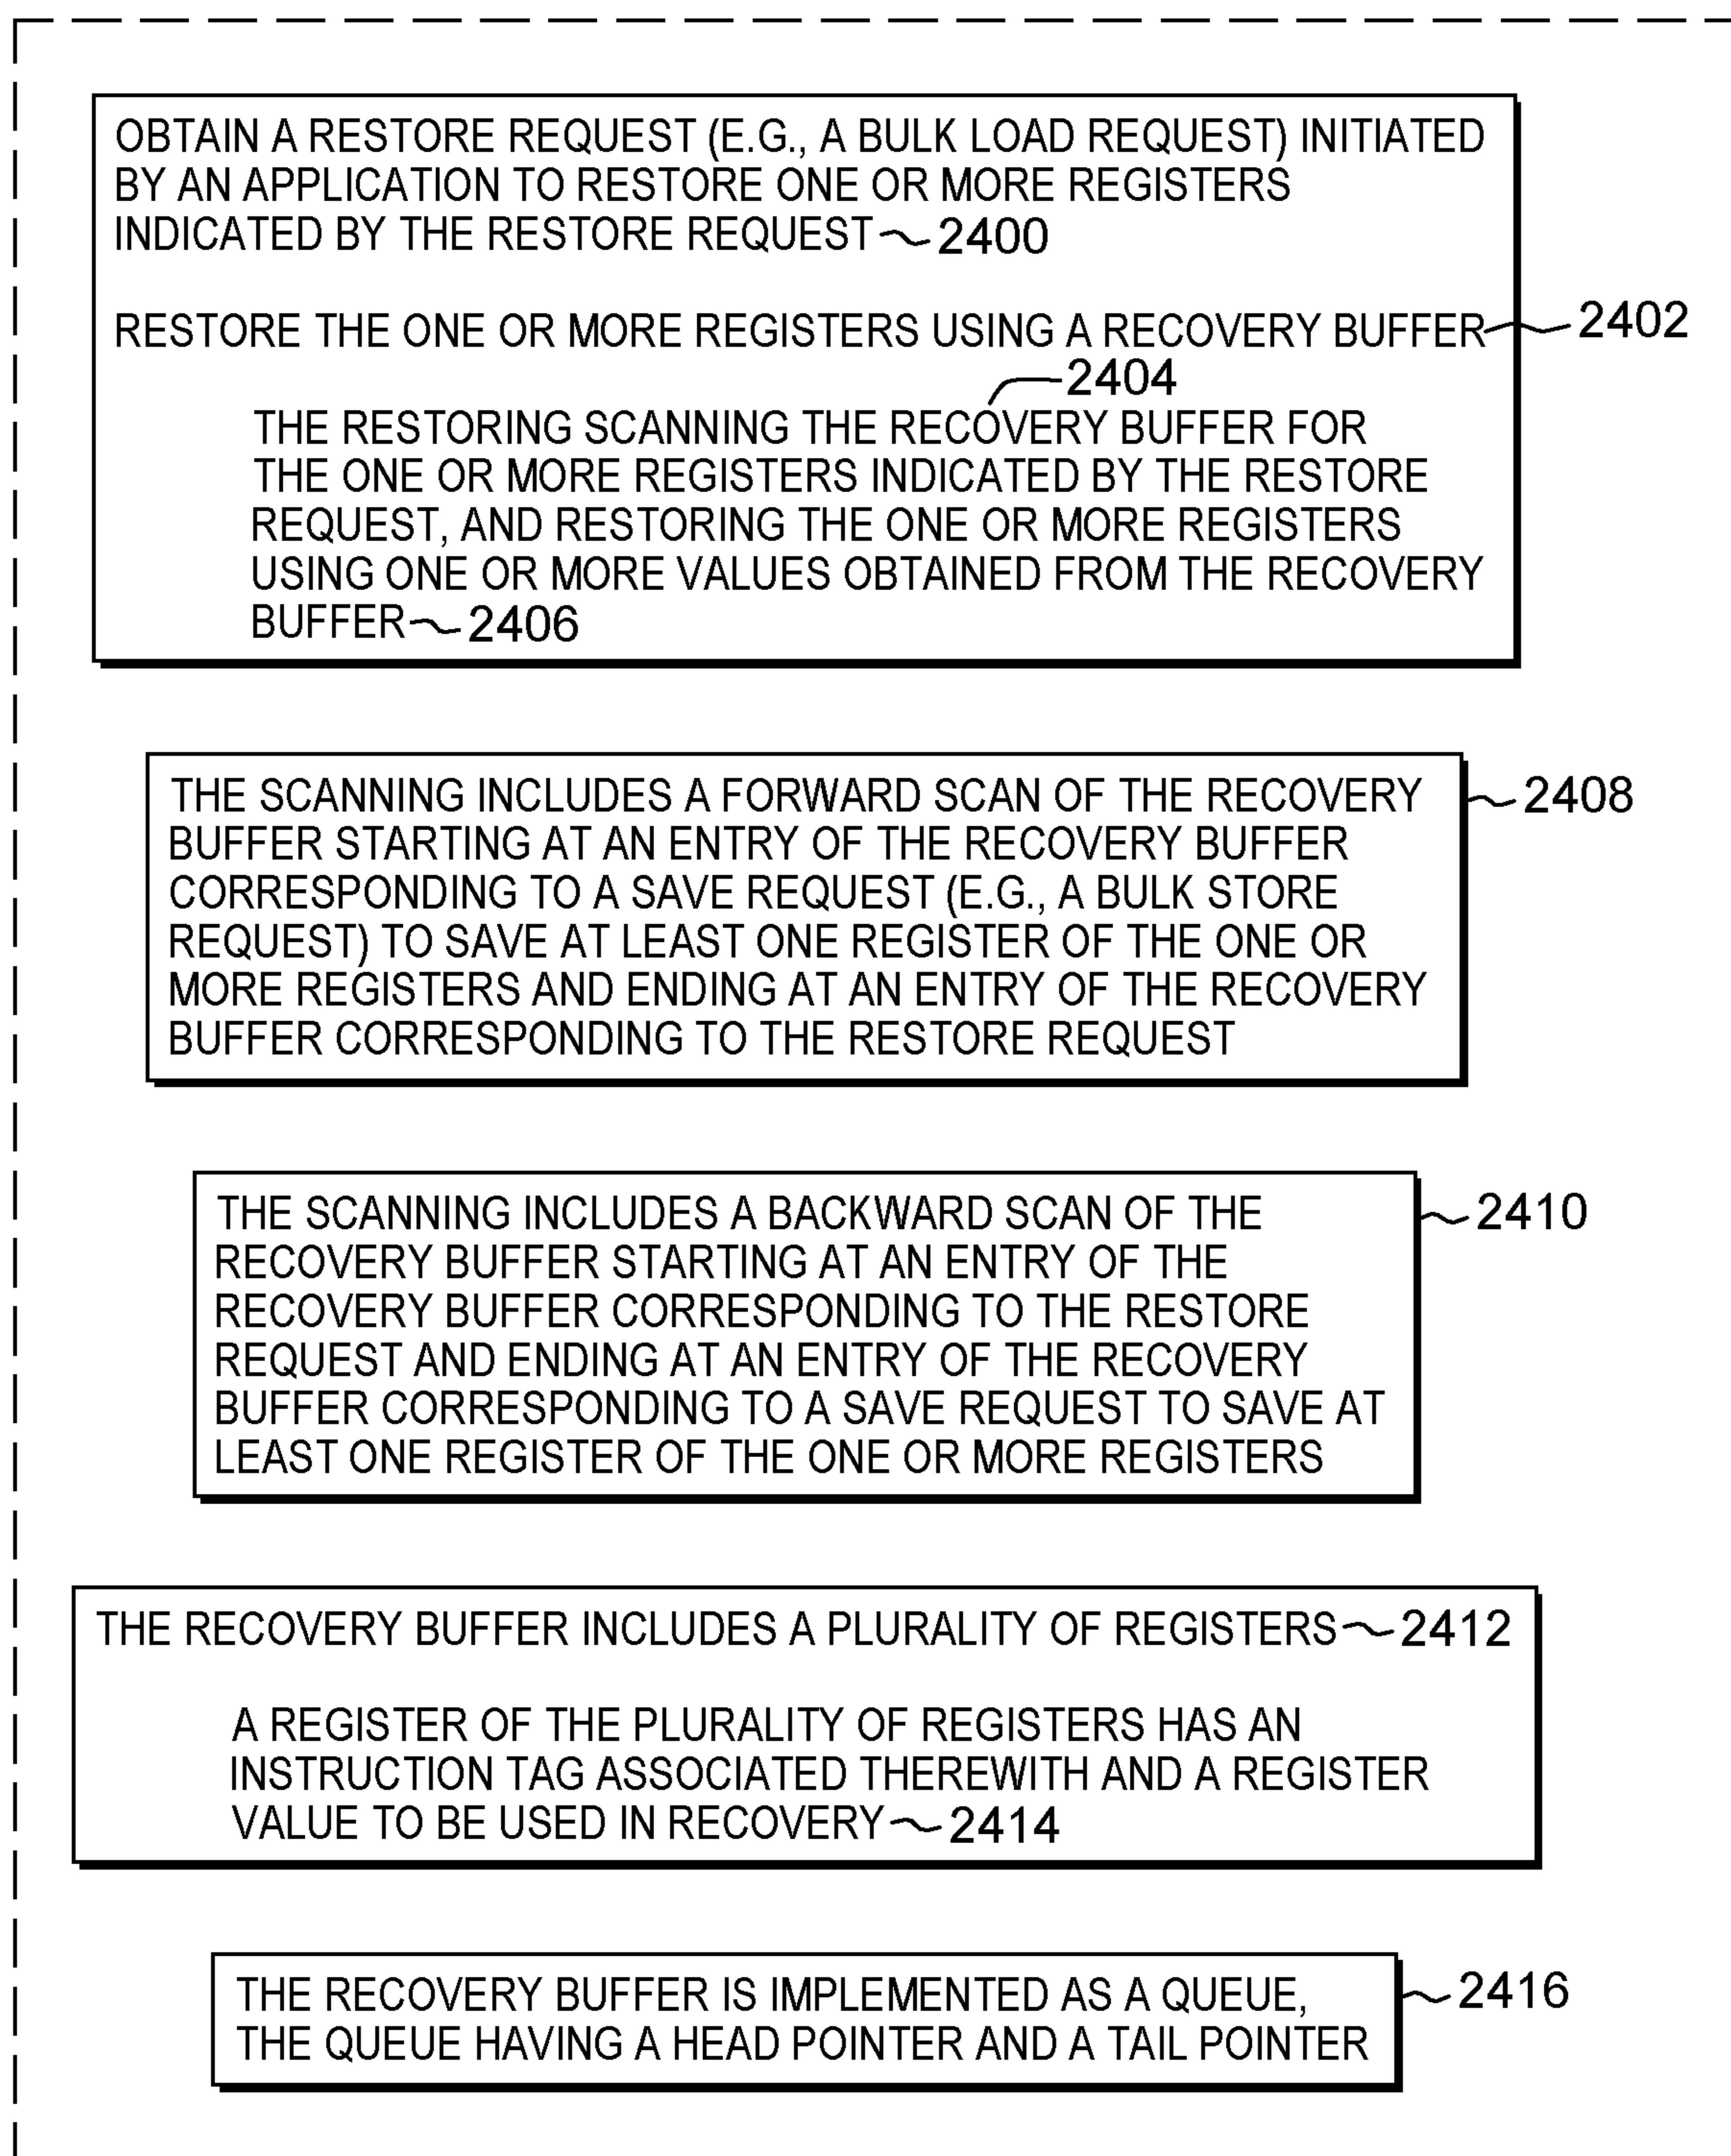 OBTAIN A RESTORE REQUEST (E.G., A BULK LOAD REQUEST) INITIATED
BY AN APPLICATION TO RESTORE ONE OR MORE REGISTERS
INDICATED BY THE RESTORE REQUEST 2400
RESTORE THE ONE OR MORE REGISTERS USING A RECOVERY BUFFER 2402
2404
THE RESTORING SCANNING THE RECOVERY BUFFER FOR
THE ONE OR MORE REGISTERS INDICATED BY THE RESTORE
REQUEST, AND RESTORING THE ONE OR MORE REGISTERS
USING ONE OR MORE VALUES OBTAINED FROM THE RECOVERY
BUFFER 2406
THE SCANNING INCLUDES A FORWARD SCAN OF THE RECOVERY 2408
BUFFER STARTING AT AN ENTRY OF THE RECOVERY BUFFER
CORRESPONDING TO A SAVE REQUEST (E.G., A BULK STORE
REQUEST) TO SAVE AT LEAST ONE REGISTER OF THE ONE OR
MORE REGISTERS AND ENDING AT AN ENTRY OF THE RECOVERY
BUFFER CORRESPONDING TO THE RESTORE REQUEST
THE SCANNING INCLUDES A BACKWARD SCAN OF THE 2410
RECOVERY BUFFER STARTING AT AN ENTRY OF THE
RECOVERY BUFFER CORRESPONDING TO THE RESTORE
REQUEST AND ENDING AT AN ENTRY OF THE RECOVERY
BUFFER CORRESPONDING TO A SAVE REQUEST TO SAVE AT
LEAST ONE REGISTER OF THE ONE OR MORE REGISTERS
THE RECOVERY BUFFER INCLUDES A PLURALITY OF REGISTERS 2412
A REGISTER OF THE PLURALITY OF REGISTERS HAS AN
INSTRUCTION TAG ASSOCIATED THEREWITH AND A REGISTER
VALUE TO BE USED IN RECOVERY 2414
THE RECOVERY BUFFER IS IMPLEMENTED AS A QUEUE, 2416
THE QUEUE HAVING A HEAD POINTER AND A TAIL POINTER